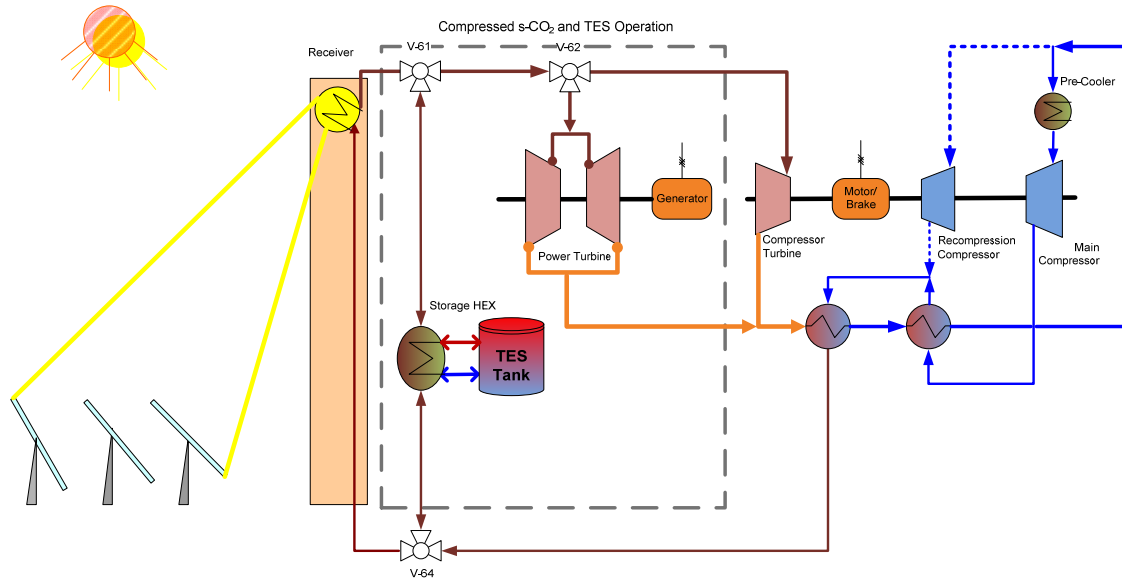 Compressed s-CO2 and TES Operation
Receiver
V-61
V-62
Pre-Cooler
Generator
Motor/
Brake
Power Turbine
Compressor
Turbine
Recompression
Compressor
Main
Compressor
Storage HEX
TES
Tank
V-64